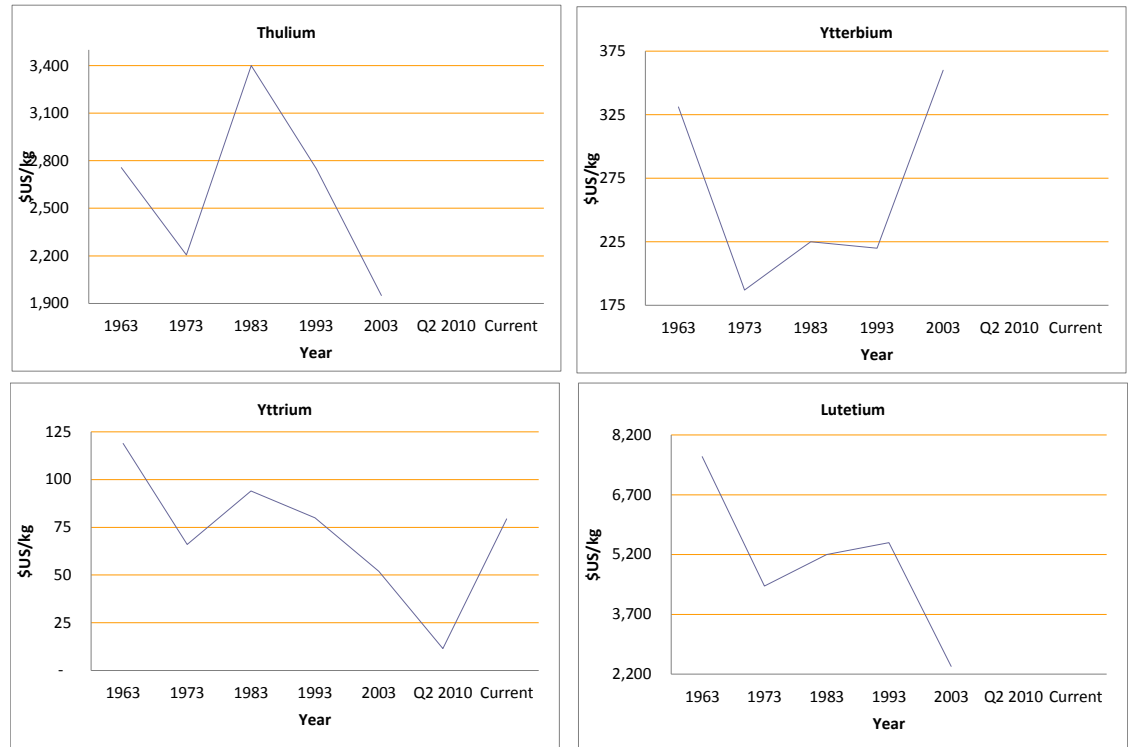 Thulium
3,400
3,100
2,800
2,500
2,200
1,900
$US/kg
1963 1973 1983 1993 2003 Q2 2010 Current
Year
Ytterbium
375
325
275
225
175
$US/kg
1963 1973 1983 1993 2003 Q2 2010 Current
Year
Yttrium
125
100
75
50
25
-
$US/kg
1963 1973 1983 1993 2003 Q2 2010 Current
Year
Lutetium
8,200
6,700
5,200
3,700
2,200
$US/kg
1963 1973 1983 1993 2003 Q2 2010 Current
Year